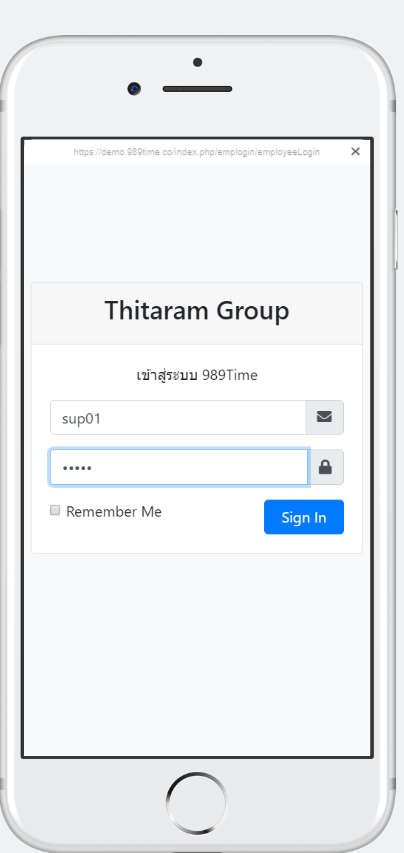 https://demo.989time.co/index.php/emplogin/employeeLogin ×
Thitaram Group
เข้าสู่ระบบ 989Time
sup01
•••••
Remember Me
Sign In